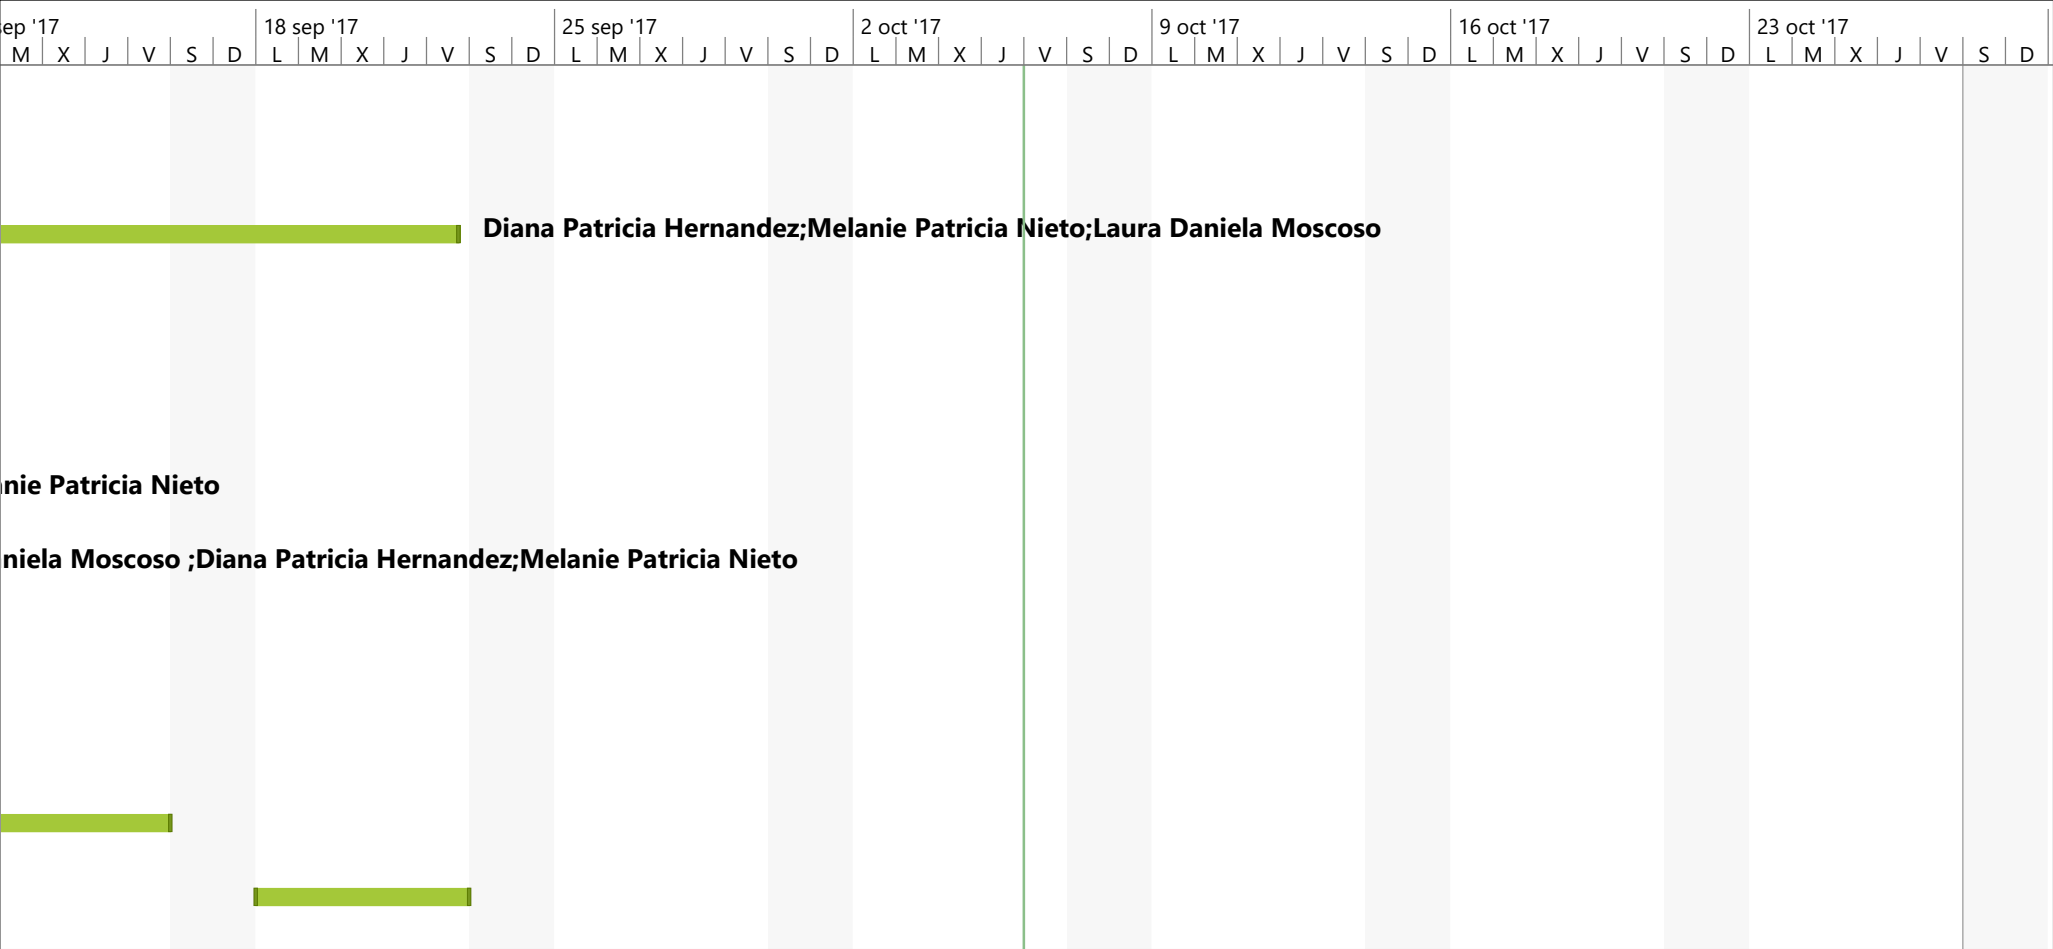 sep '17 18 sep '17 25 sep '17 2 oct '17 9 oct '17 16 oct '17 23 oct '17
M X J V S D L M X J V S D L M X J V S D L M X J V S D L M X J V S D L M X J V S D L M X J V S D
Diana Patricia Hernandez;Melanie Patricia Nieto;Laura Daniela Moscoso
nie Patricia Nieto
niela Moscoso ;Diana Patricia Hernandez;Melanie Patricia Nieto